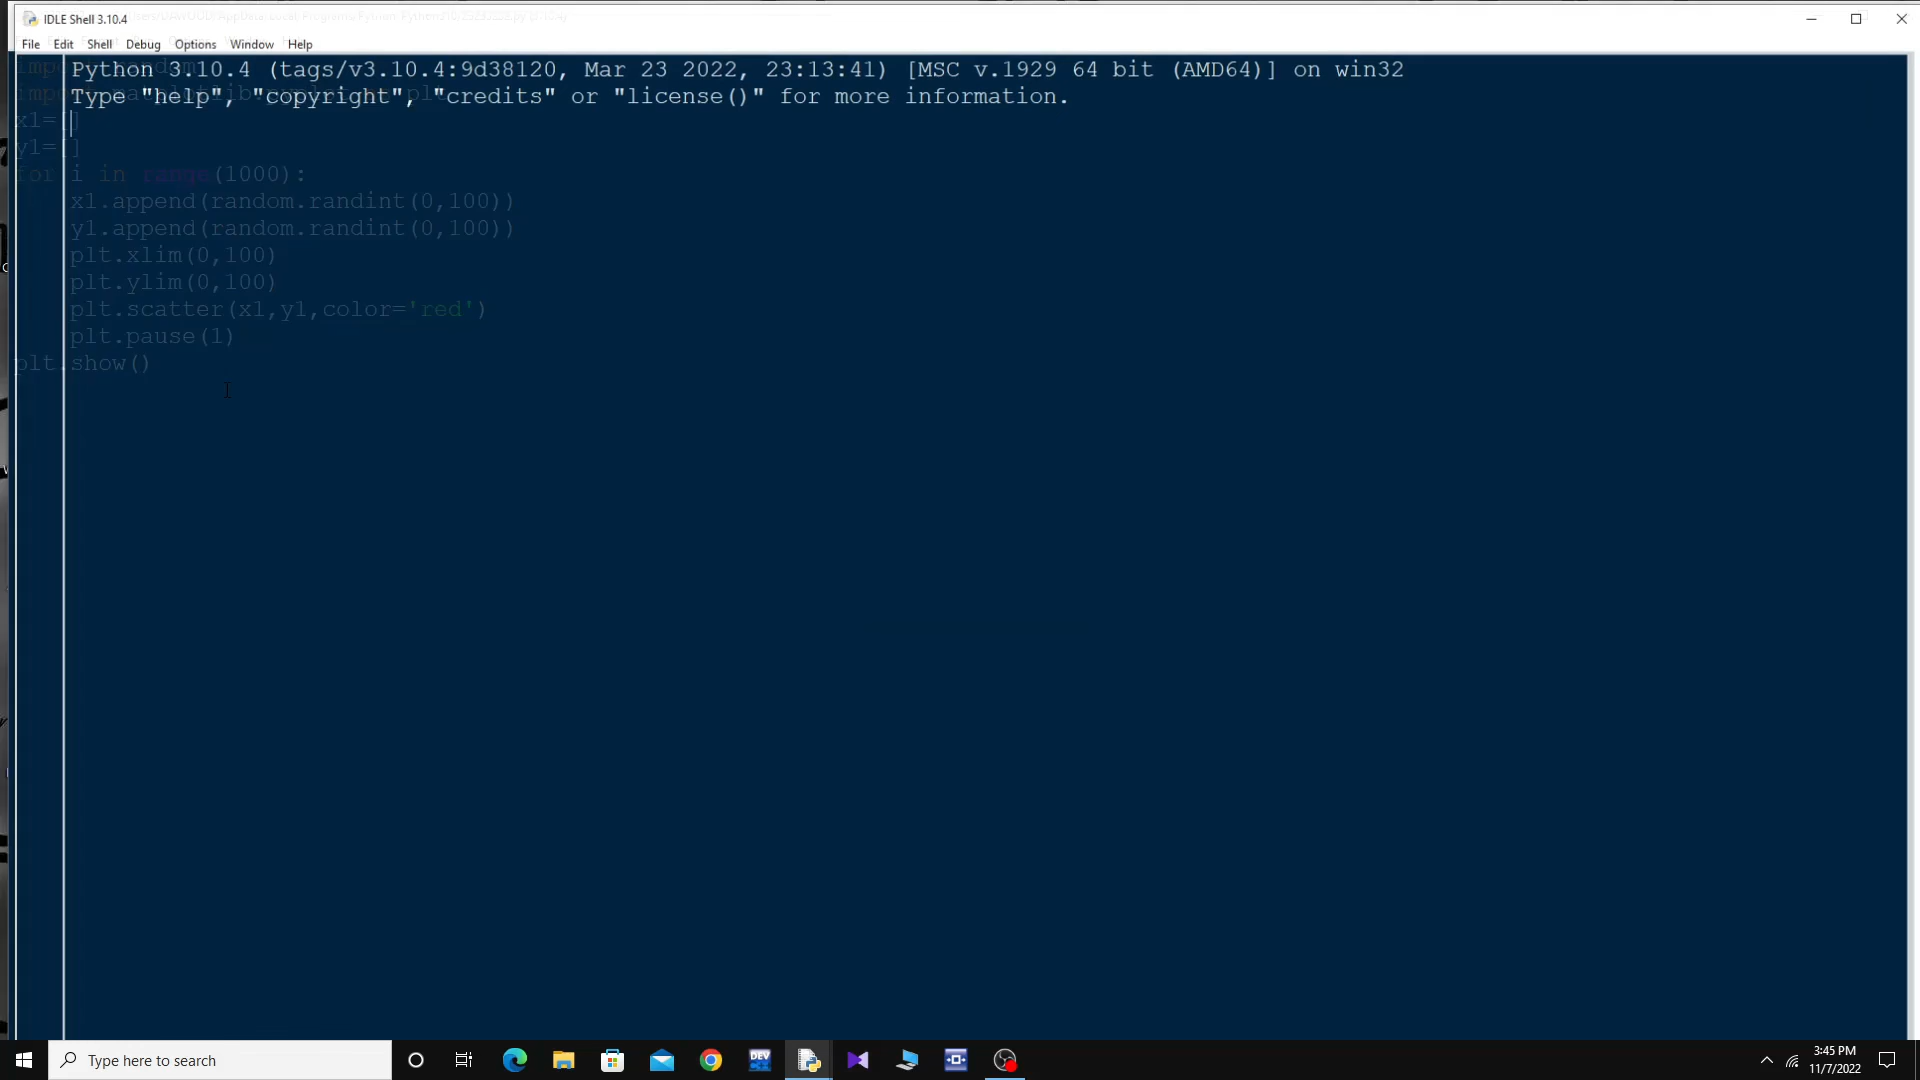 IDLE Shell 3.10.4
File Edit Shell Debug Options Window Help
Python 3.10.4 (tags/v3.10.4:9d38120, Mar 23 2022, 23:13:41) [MSC v.1929 64 bit (AMD64)] on win32
Type "help", "copyright", "credits" or "license()" for more information.
x1=[]
y1=[]
for i in range(1000):
x1.append(random.randint(0,100))
y1.append(random.randint(0,100))
plt.xlim(0,100)
plt.ylim(0,100)
plt.scatter(x1,y1,color='red')
plt.pause(1)
plt.show()
Type here to search
DEV
3:45 PM
11/7/2022